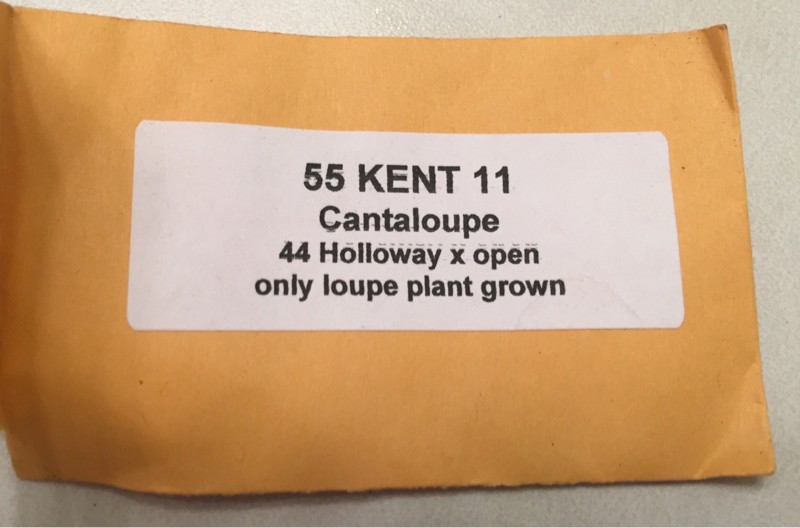 55 KENT 11
Cantaloupe
44 Holloway x open
only loupe plant grown